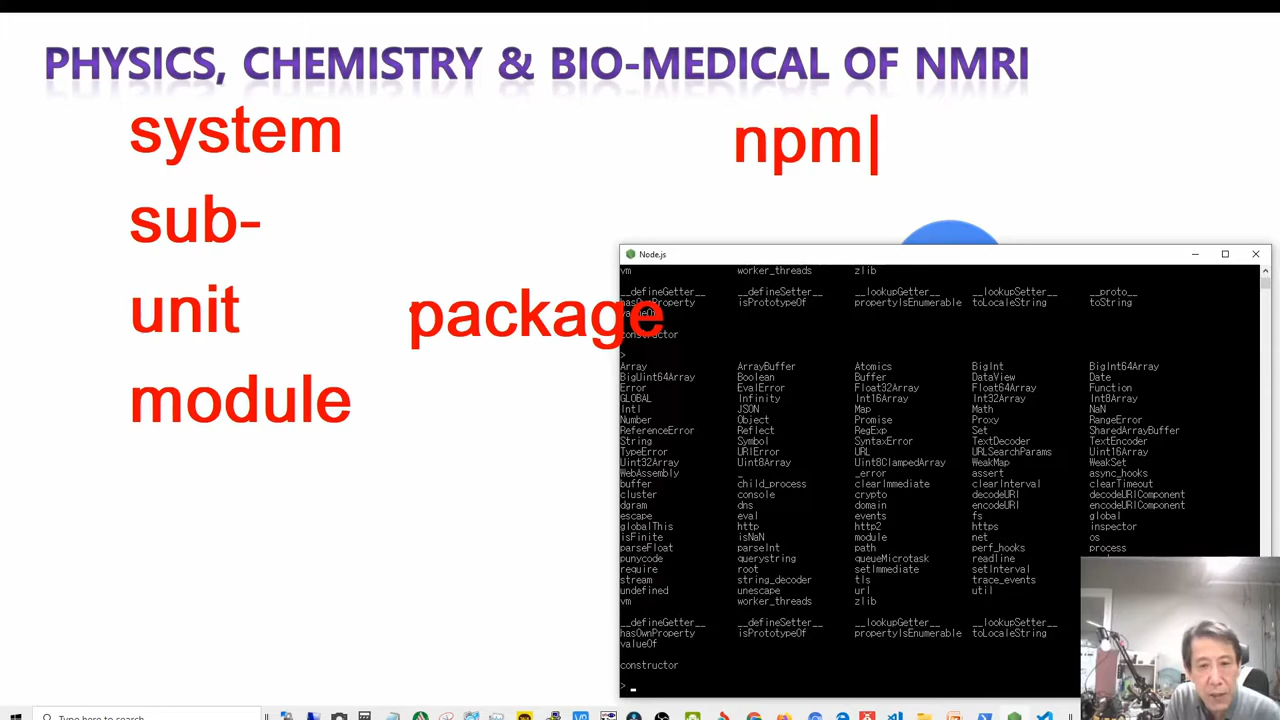 PHYSICS, CHEMISTRY & BIO-MEDICAL OF NMRI
system
npm|
sub-
unit
package
module
Node.js
vm worker_threads zlib
__defineGetter__ __defineSetter__ __lookupGetter__ __lookupSetter__ __proto__
hasOwnProperty isPrototypeOf propertyIsEnumerable toLocaleString toString
valueOf
constructor
>
Array ArrayBuffer Atomics BigInt BigInt64Array
BigUint64Array Boolean Buffer DataView Date
Error EvalError Float32Array Float64Array Function
GLOBAL Infinity Int16Array Int32Array Int8Array
Intl JSON Map Math NaN
Number Object Promise Proxy RangeError
ReferenceError Reflect RegExp Set SharedArrayBuffer
String Symbol SyntaxError TextDecoder TextEncoder
TypeError URIError URL URLSearchParams Uint16Array
Uint32Array Uint8Array Uint8ClampedArray WeakMap WeakSet
WebAssembly _ _error assert async_hooks
buffer child_process clearImmediate clearInterval clearTimeout
cluster console crypto decodeURI decodeURIComponent
dgram dns domain encodeURI encodeURIComponent
escape eval events fs global
globalThis http http2 https inspector
isFinite isNaN module net os
parseFloat parseInt path perf_hooks process
punycode querystring queueMicrotask readline
require root setImmediate setInterval
stream string_decoder tls trace_events
undefined unescape url util
vm worker_threads zlib
__defineGetter__ __defineSetter__ __lookupGetter__ __lookupSetter__
hasOwnProperty isPrototypeOf propertyIsEnumerable toLocaleString
valueOf
constructor
> _
Type here to search